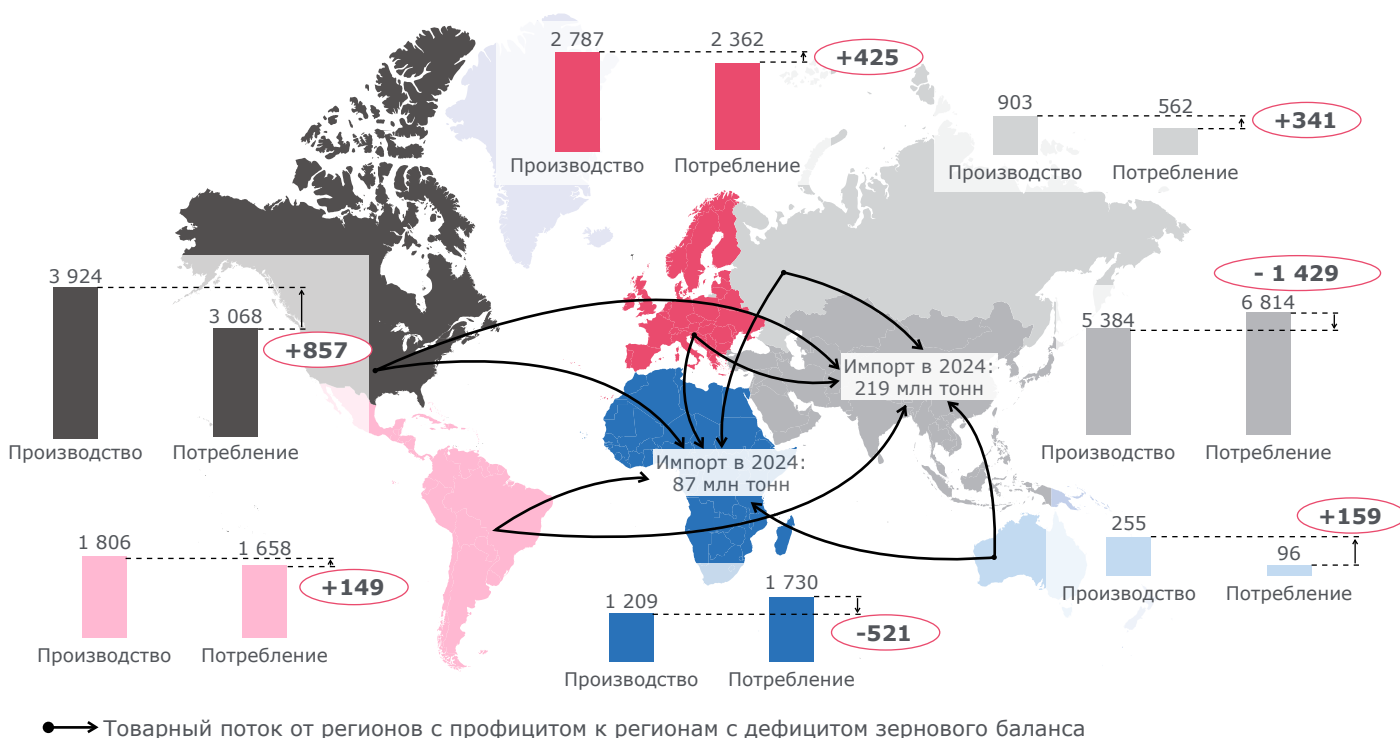 2 787
2 362
+425
Производство
Потребление
903
562
+341
Производство
Потребление
3 924
3 068
+857
Производство
Потребление
- 1 429
5 384
6 814
Производство
Потребление
Импорт в 2024:
219 млн тонн
Импорт в 2024:
87 млн тонн
1 806
1 658
+149
Производство
Потребление
1 209
1 730
-521
Производство
Потребление
+159
255
96
Производство
Потребление
Товарный поток от регионов с профицитом к регионам с дефицитом зернового баланса